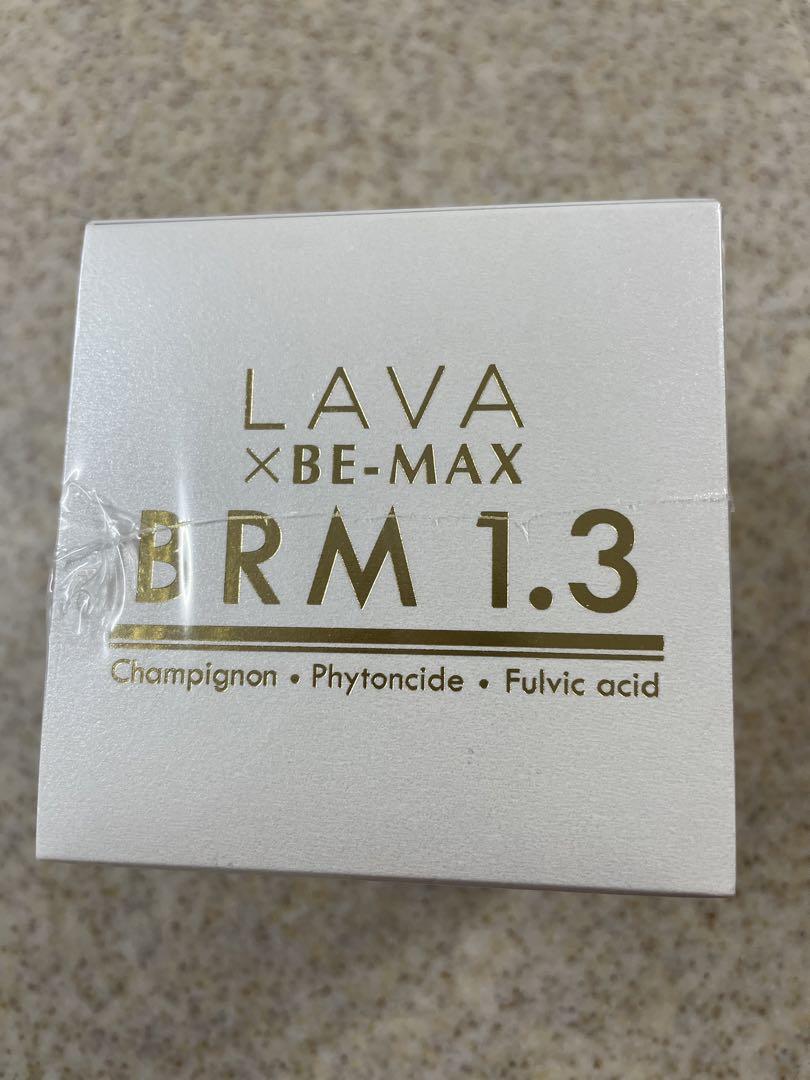 LAVA
×BE-MAX
BRM 1.3
Champignon • Phytoncide • Fulvic acid